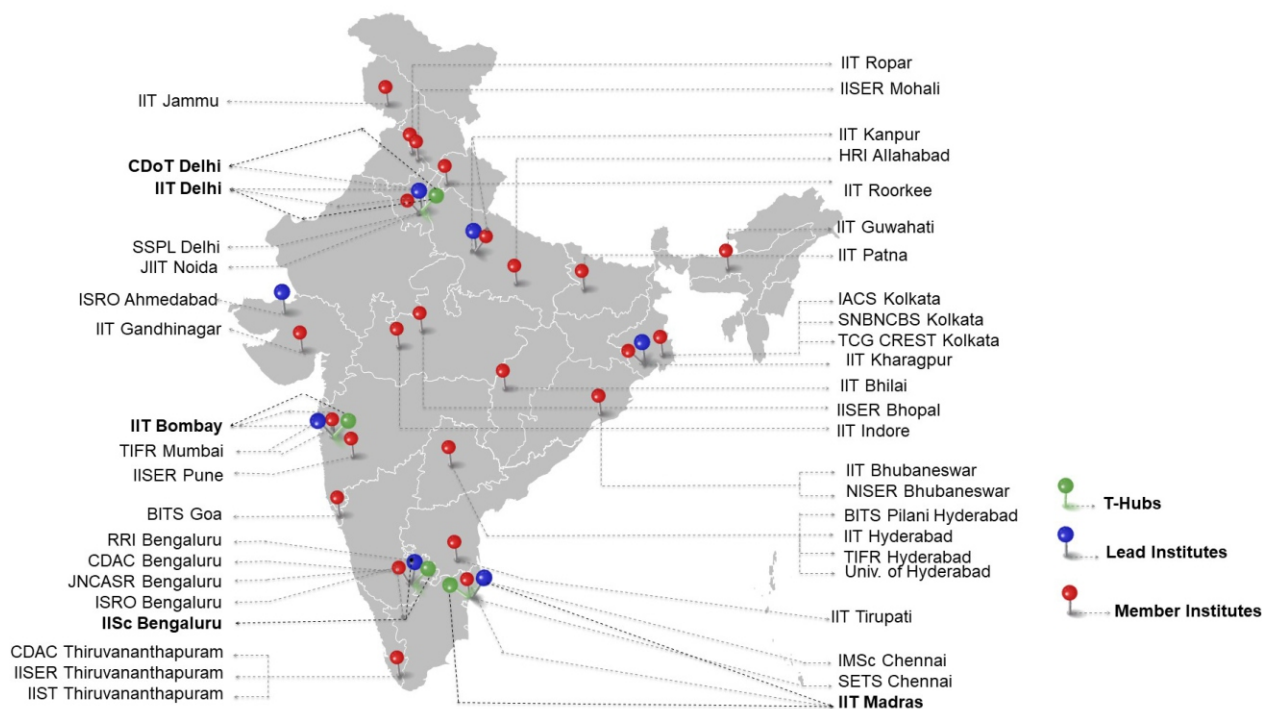 IIT Jammu
CDoT Delhi
IIT Delhi
SSPL Delhi
JIIT Noida
ISRO Ahmedabad
IIT Gandhinagar
IIT Bombay
TIFR Mumbai
IISER Pune
BITS Goa
RRI Bengaluru
CDAC Bengaluru
JNCASR Bengaluru
ISRO Bengaluru
IISc Bengaluru
CDAC Thiruvananthapuram
IISER Thiruvananthapuram
IIST Thiruvananthapuram
IIT Ropar
IISER Mohali
IIT Kanpur
HRI Allahabad
IIT Roorkee
IIT Guwahati
IIT Patna
IACS Kolkata
SNBNCBS Kolkata
TCG CREST Kolkata
IIT Kharagpur
IIT Bhilai
IISER Bhopal
IIT Indore
IIT Bhubaneswar
NISER Bhubaneswar
BITS Pilani Hyderabad
IIT Hyderabad
TIFR Hyderabad
Univ. of Hyderabad
IIT Tirupati
IMSc Chennai
SETS Chennai
IIT Madras
T-Hubs
Lead Institutes
Member Institutes